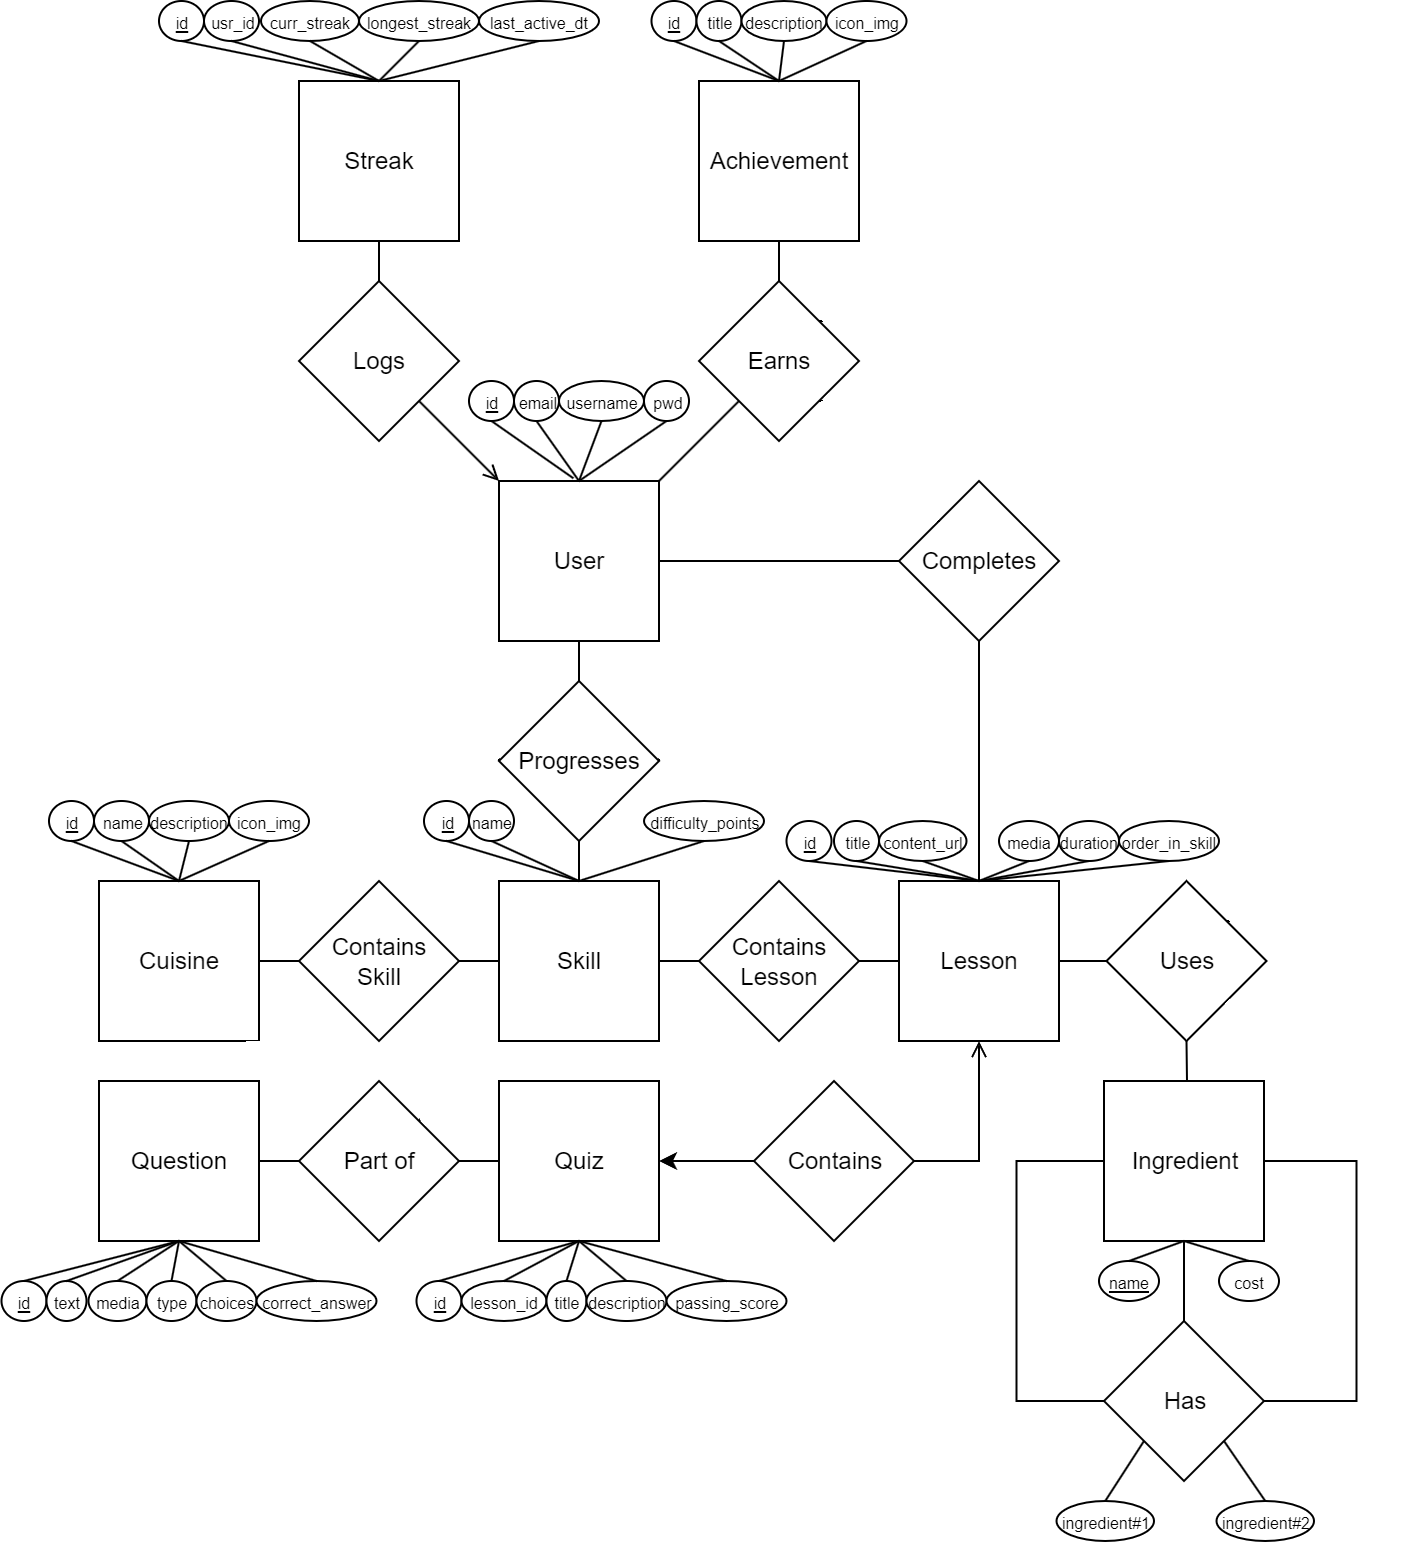 id usr_id curr_streak longest_streak last_active_dt
id title description icon_img
Streak
Achievement
Logs
Earns
id email username pwd
User
Completes
Progresses
id name description icon_img
id name difficulty_points
id title content_url media duration order_in_skill
Cuisine
Contains
Skill
Skill
Contains
Lesson
Lesson
Uses
Question
Part of
Quiz
Contains
Ingredient
id text media type choices correct_answer
id lesson_id title description passing_score
name cost
Has
ingredient#1 ingredient#2